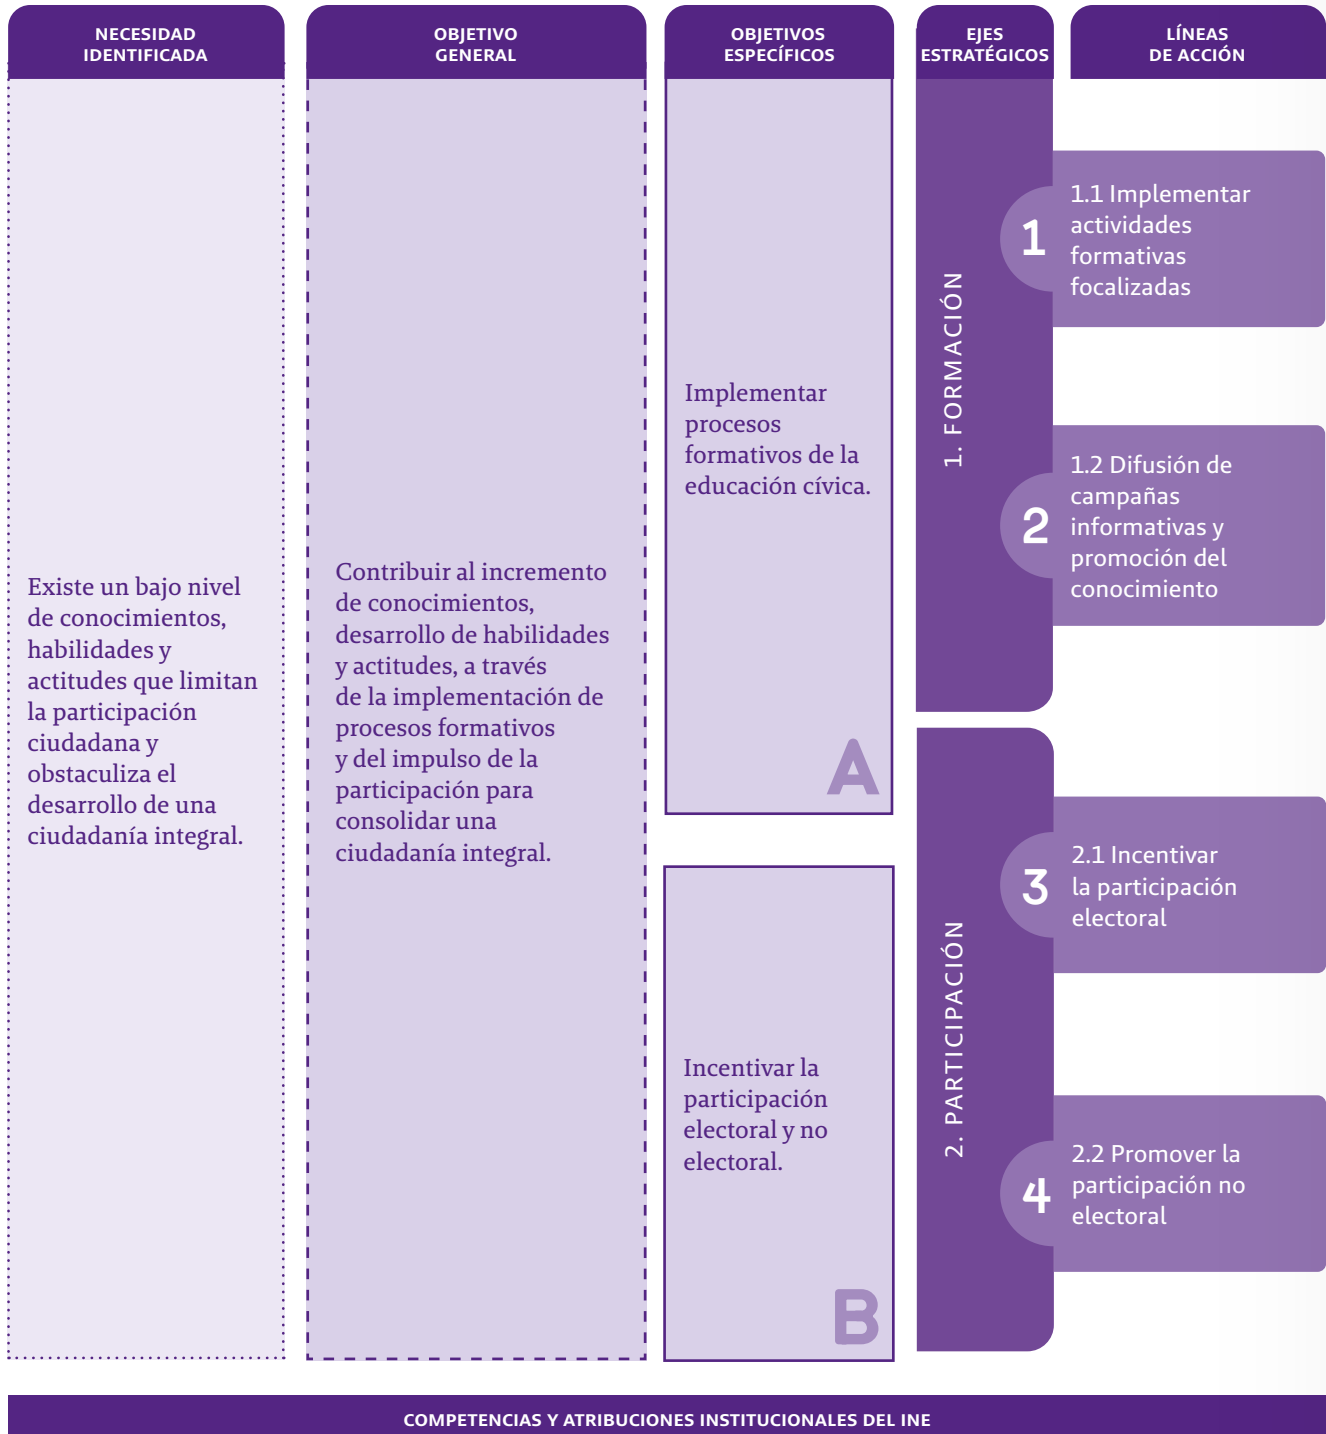 NECESIDAD
IDENTIFICADA
OBJETIVO
GENERAL
OBJETIVOS
ESPECÍFICOS
EJES
ESTRATÉGICOS
LÍNEAS
DE ACCIÓN
Existe un bajo nivel
de conocimientos,
habilidades y
actitudes que limitan
la participación
ciudadana y
obstaculiza el
desarrollo de una
ciudadanía integral.
Contribuir al incremento
de conocimientos,
desarrollo de habilidades
y actitudes, a través
de la implementación de
procesos formativos
y del impulso de la
participación para
consolidar una
ciudadanía integral.
Implementar
procesos
formativos de la
educación cívica.
A
Incentivar la
participación
electoral y no
electoral.
B
1. FORMACIÓN
1
1.1 Implementar
actividades
formativas
focalizadas
2
1.2 Difusión de
campañas
informativas y
promoción del
conocimiento
2. PARTICIPACIÓN
3
2.1 Incentivar
la participación
electoral
4
2.2 Promover la
participación no
electoral
COMPETENCIAS Y ATRIBUCIONES INSTITUCIONALES DEL INE